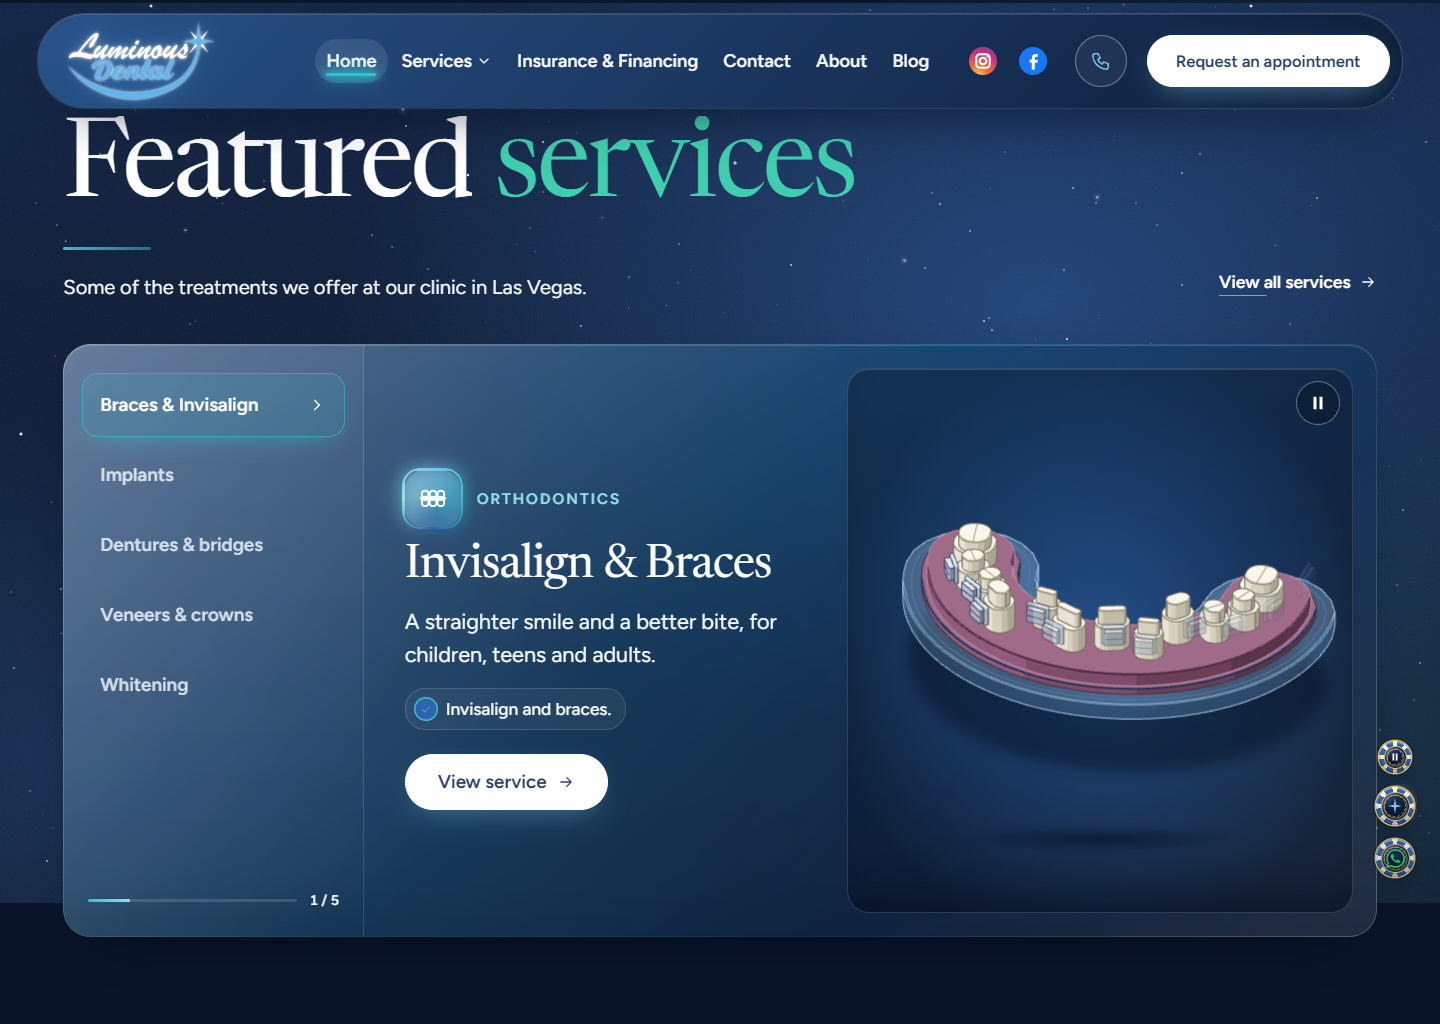 Luminous
Dental
Home
Services
Insurance & Financing
Contact
About
Blog
Request an appointment
Featured services
Some of the treatments we offer at our clinic in Las Vegas.
View all services
Braces & Invisalign
Implants
Dentures & bridges
Veneers & crowns
Whitening
1 / 5
ORTHODONTICS
Invisalign & Braces
A straighter smile and a better bite, for
children, teens and adults.
Invisalign and braces.
View service